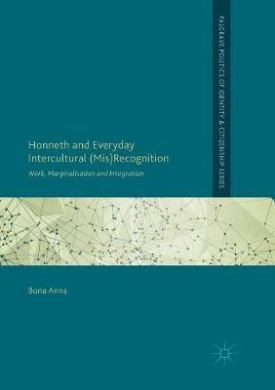 PALGRAVE POLITICS OF IDENTITY & CITIZENSHIP SERIES
Honneth and Everyday
Intercultural (Mis)Recognition
Work, Marginalisation and Integration
Bona Anna